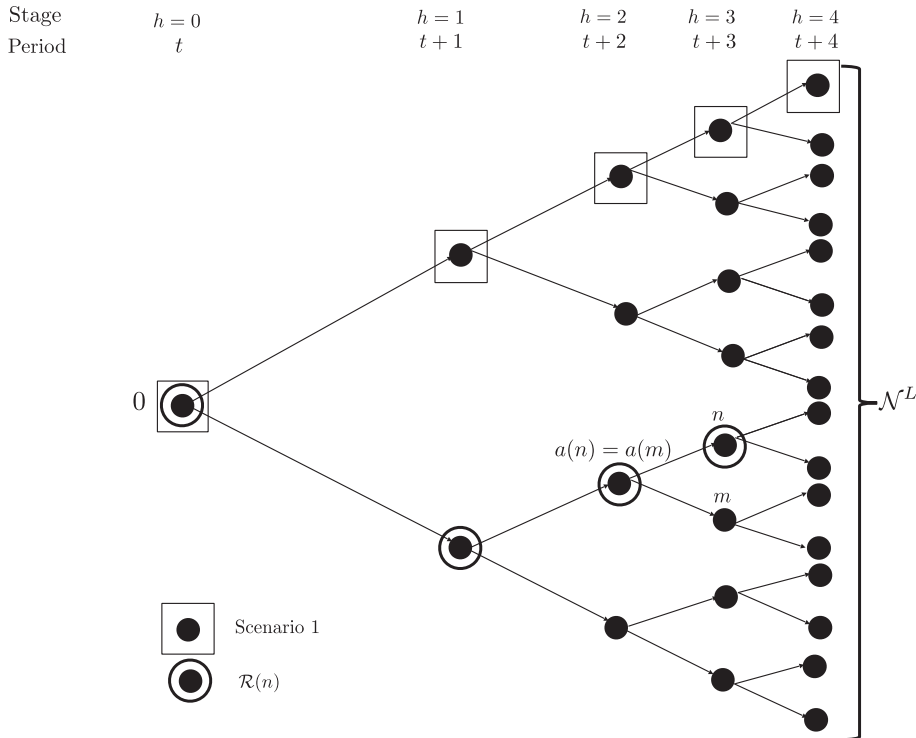 Stage h = 0 h = 1 h = 2 h = 3 h = 4
Period t t + 1 t + 2 t + 3 t + 4
0
𝒩^L
n
a(n) = a(m)
m
Scenario 1
ℛ(n)